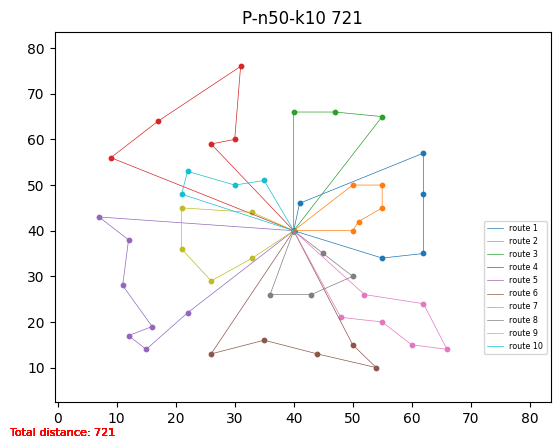 P-n50-k10 721
80
70
60
50
40
30
20
10
0 10 20 30 40 50 60 70 80
route 1
route 2
route 3
route 4
route 5
route 6
route 7
route 8
route 9
route 10
Total distance: 721